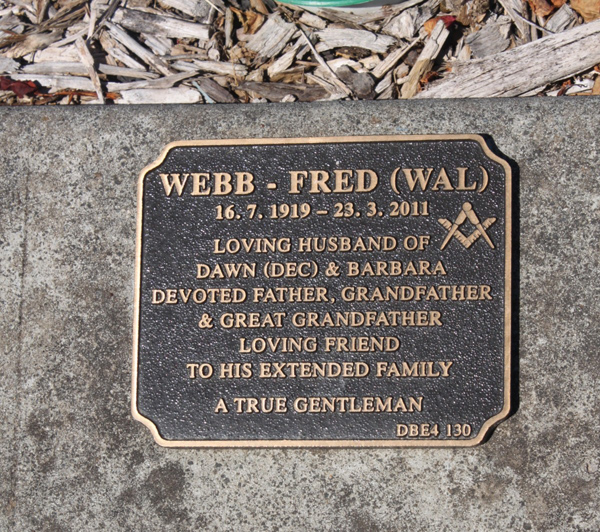 WEBB - FRED (WAL)
16. 7. 1919 – 23. 3. 2011
LOVING HUSBAND OF
DAWN (DEC) & BARBARA
DEVOTED FATHER, GRANDFATHER
& GREAT GRANDFATHER
LOVING FRIEND
TO HIS EXTENDED FAMILY
A TRUE GENTLEMAN
DBE4 130